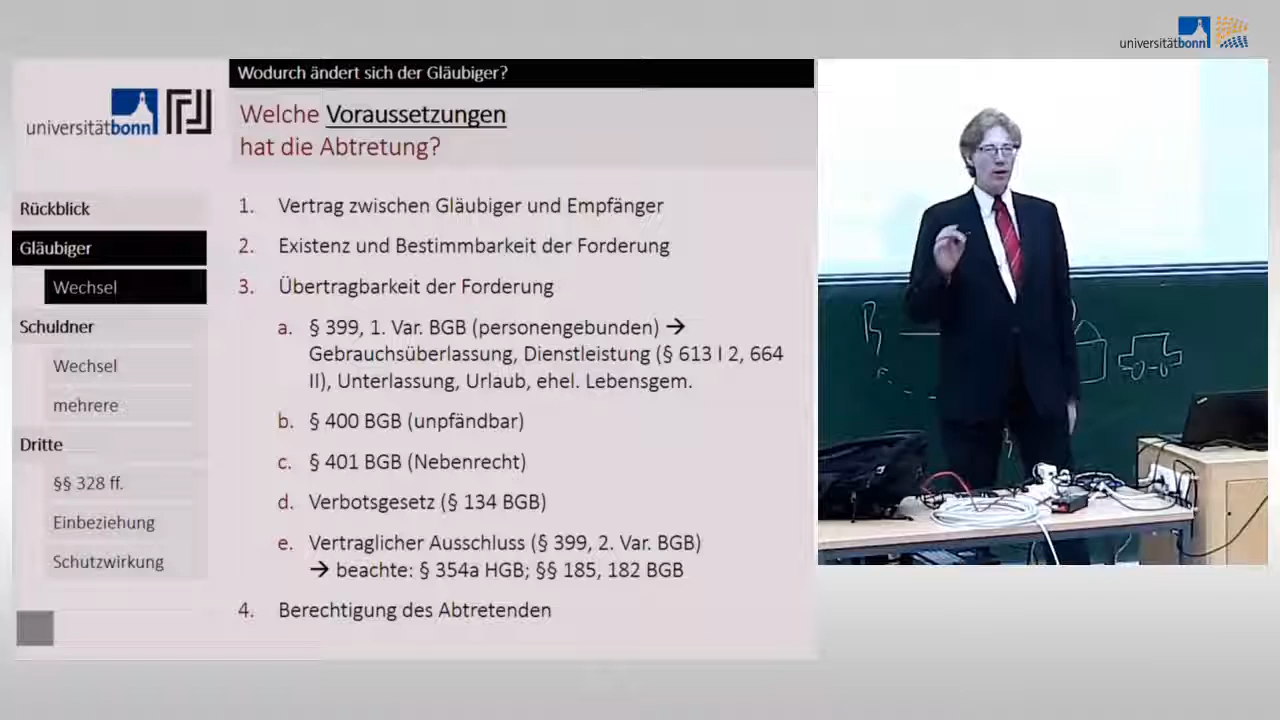 universitätbonn
Wodurch ändert sich der Gläubiger?
universitätbonn
Welche Voraussetzungen
hat die Abtretung?
Rückblick
Gläubiger
Wechsel
Schuldner
Wechsel
mehrere
Dritte
§§ 328 ff.
Einbeziehung
Schutzwirkung
1. Vertrag zwischen Gläubiger und Empfänger
2. Existenz und Bestimmbarkeit der Forderung
3. Übertragbarkeit der Forderung
a. § 399, 1. Var. BGB (personengebunden) →
Gebrauchsüberlassung, Dienstleistung (§ 613 I 2, 664
II), Unterlassung, Urlaub, ehel. Lebensgem.
b. § 400 BGB (unpfändbar)
c. § 401 BGB (Nebenrecht)
d. Verbotsgesetz (§ 134 BGB)
e. Vertraglicher Ausschluss (§ 399, 2. Var. BGB)
→ beachte: § 354a HGB; §§ 185, 182 BGB
4. Berechtigung des Abtretenden